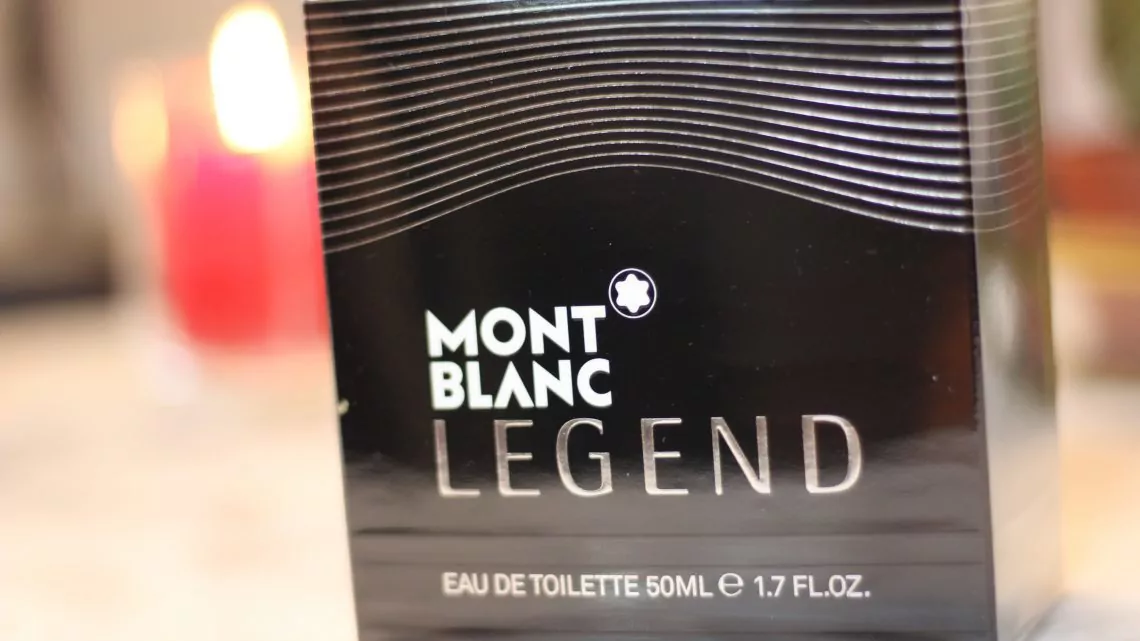 MONT
BLANC
LEGEND
EAU DE TOILETTE 50ML ℮ 1.7 FL.OZ.